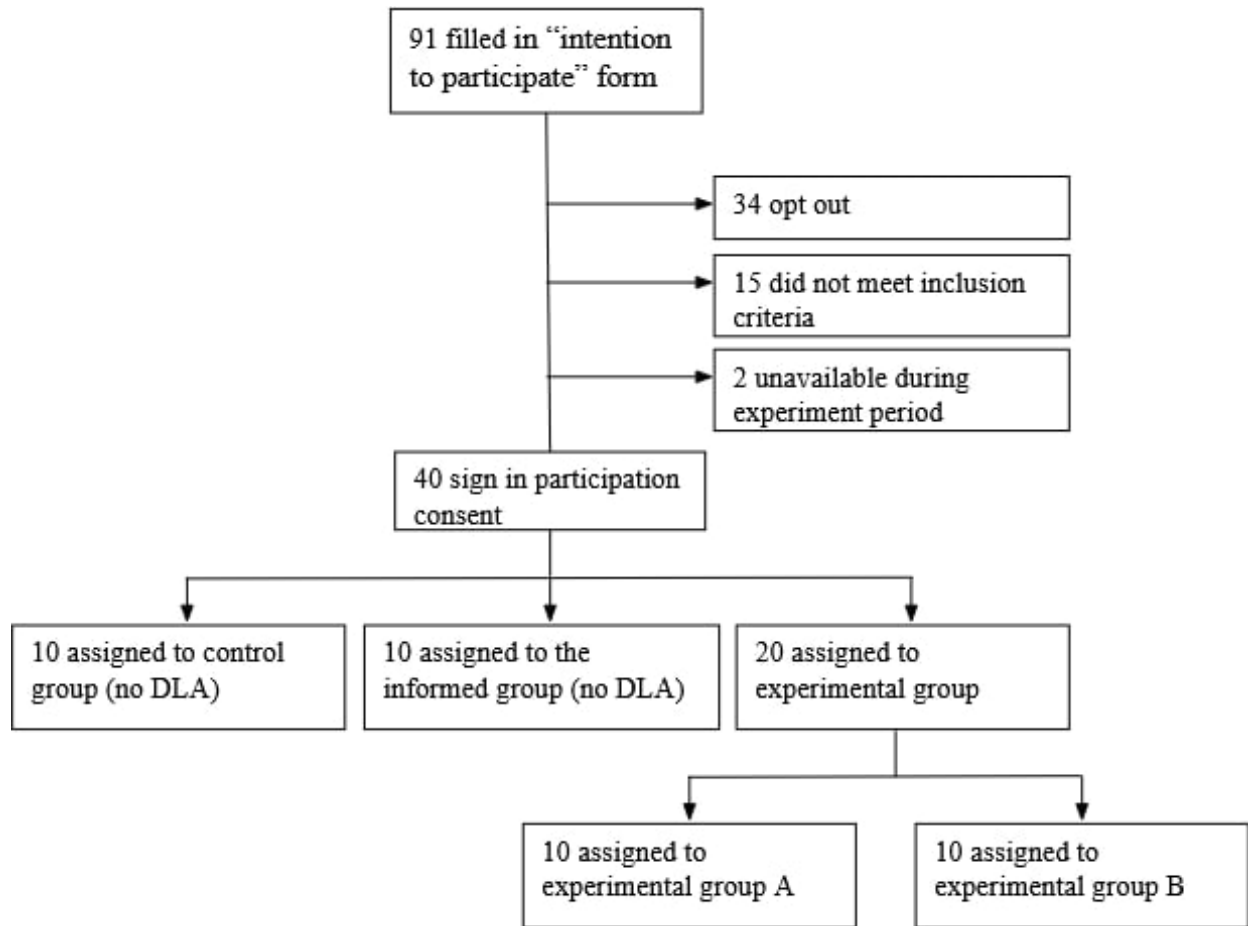 91 filled in “intention
to participate” form
34 opt out
15 did not meet inclusion
criteria
2 unavailable during
experiment period
40 sign in participation
consent
10 assigned to control
group (no DLA)
10 assigned to the
informed group (no DLA)
20 assigned to
experimental group
10 assigned to
experimental group A
10 assigned to
experimental group B